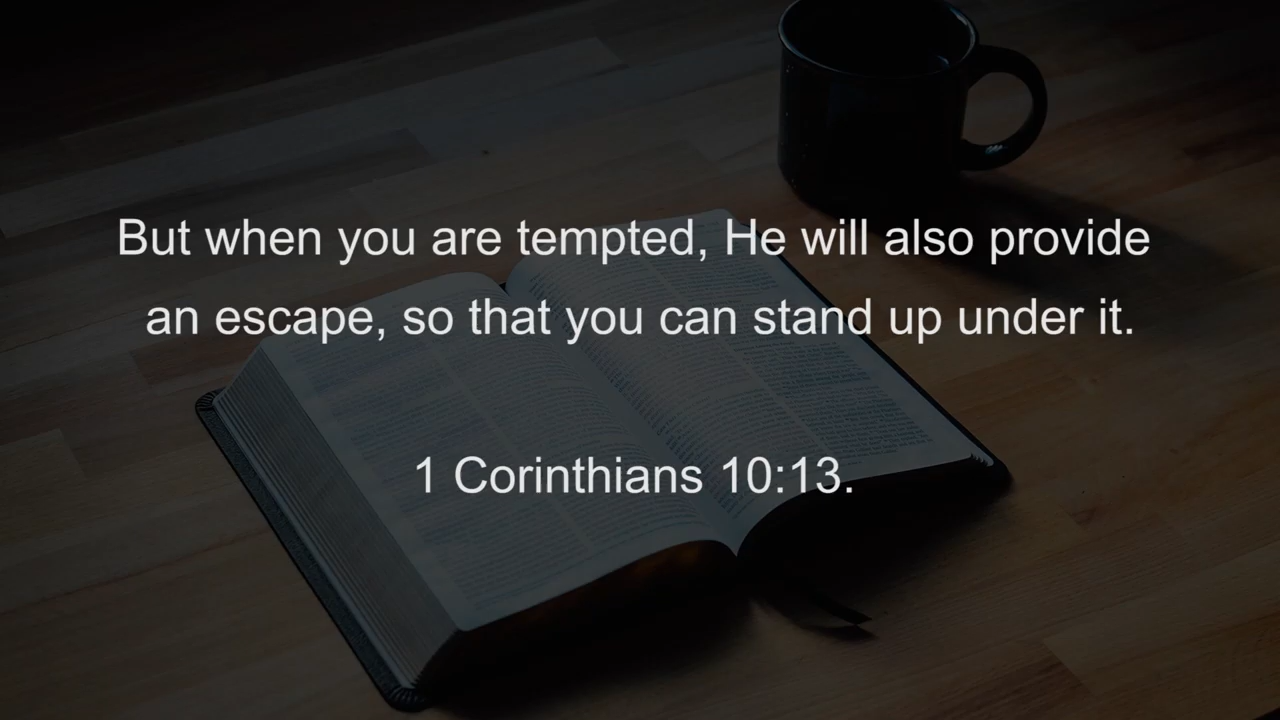 But when you are tempted, He will also provide
an escape, so that you can stand up under it.
1 Corinthians 10:13.